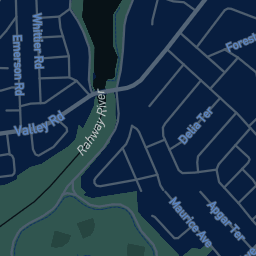 Whittier Rd
Emerson Rd
Forest
Valley Rd
Rahway River
Delia Ter
Maurice Ave
Apgar Ter